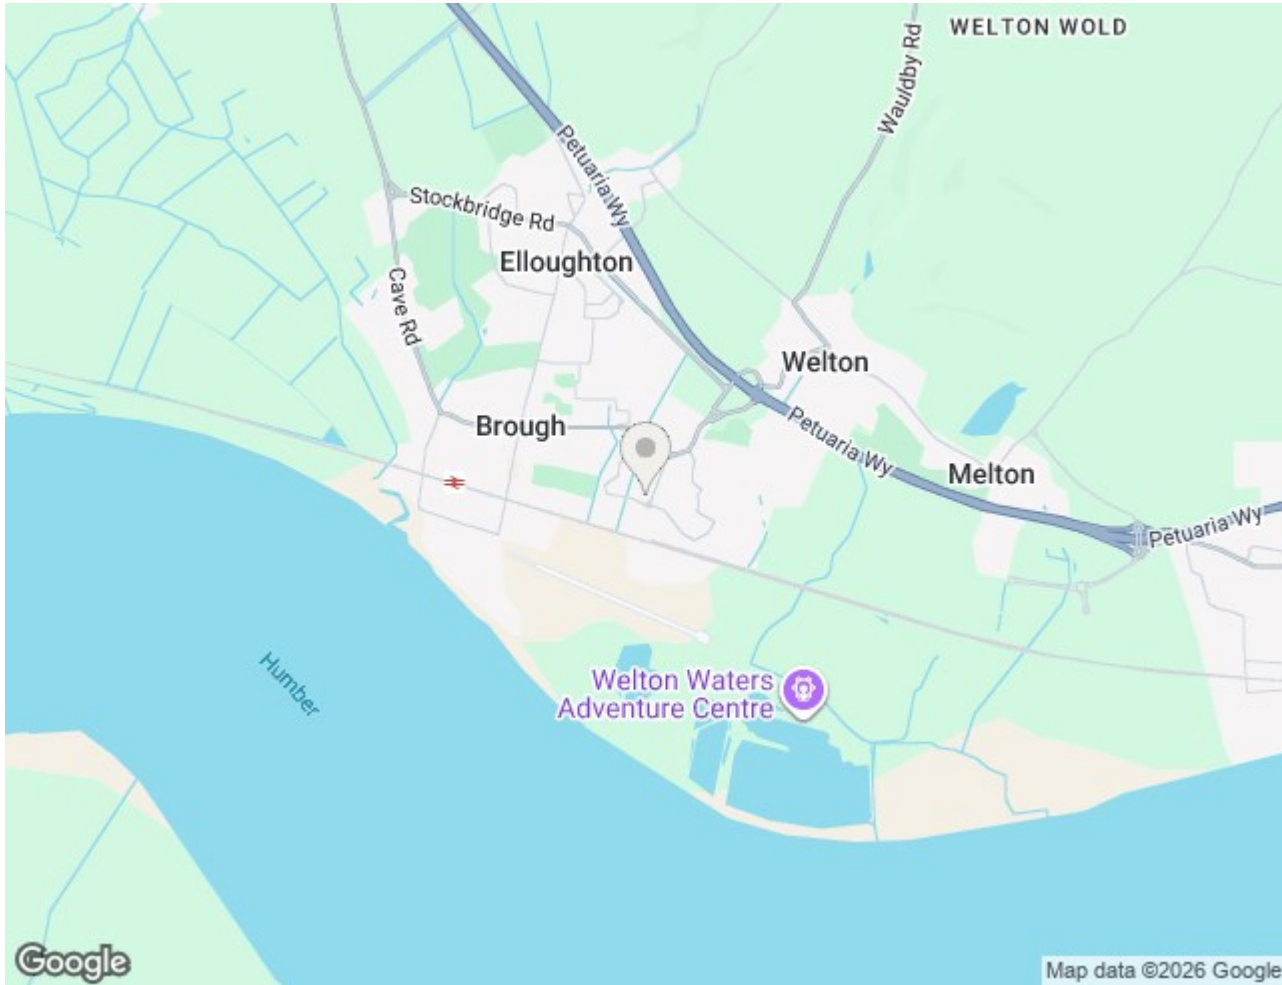 WELTON WOLD
Wauldby Rd
Petuaria Wy
Stockbridge Rd
Elloughton
Cave Rd
Welton
Brough
Petuaria Wy
Melton
Petuaria Wy
Humber
Welton Waters
Adventure Centre
Google
Map data ©2026 Google